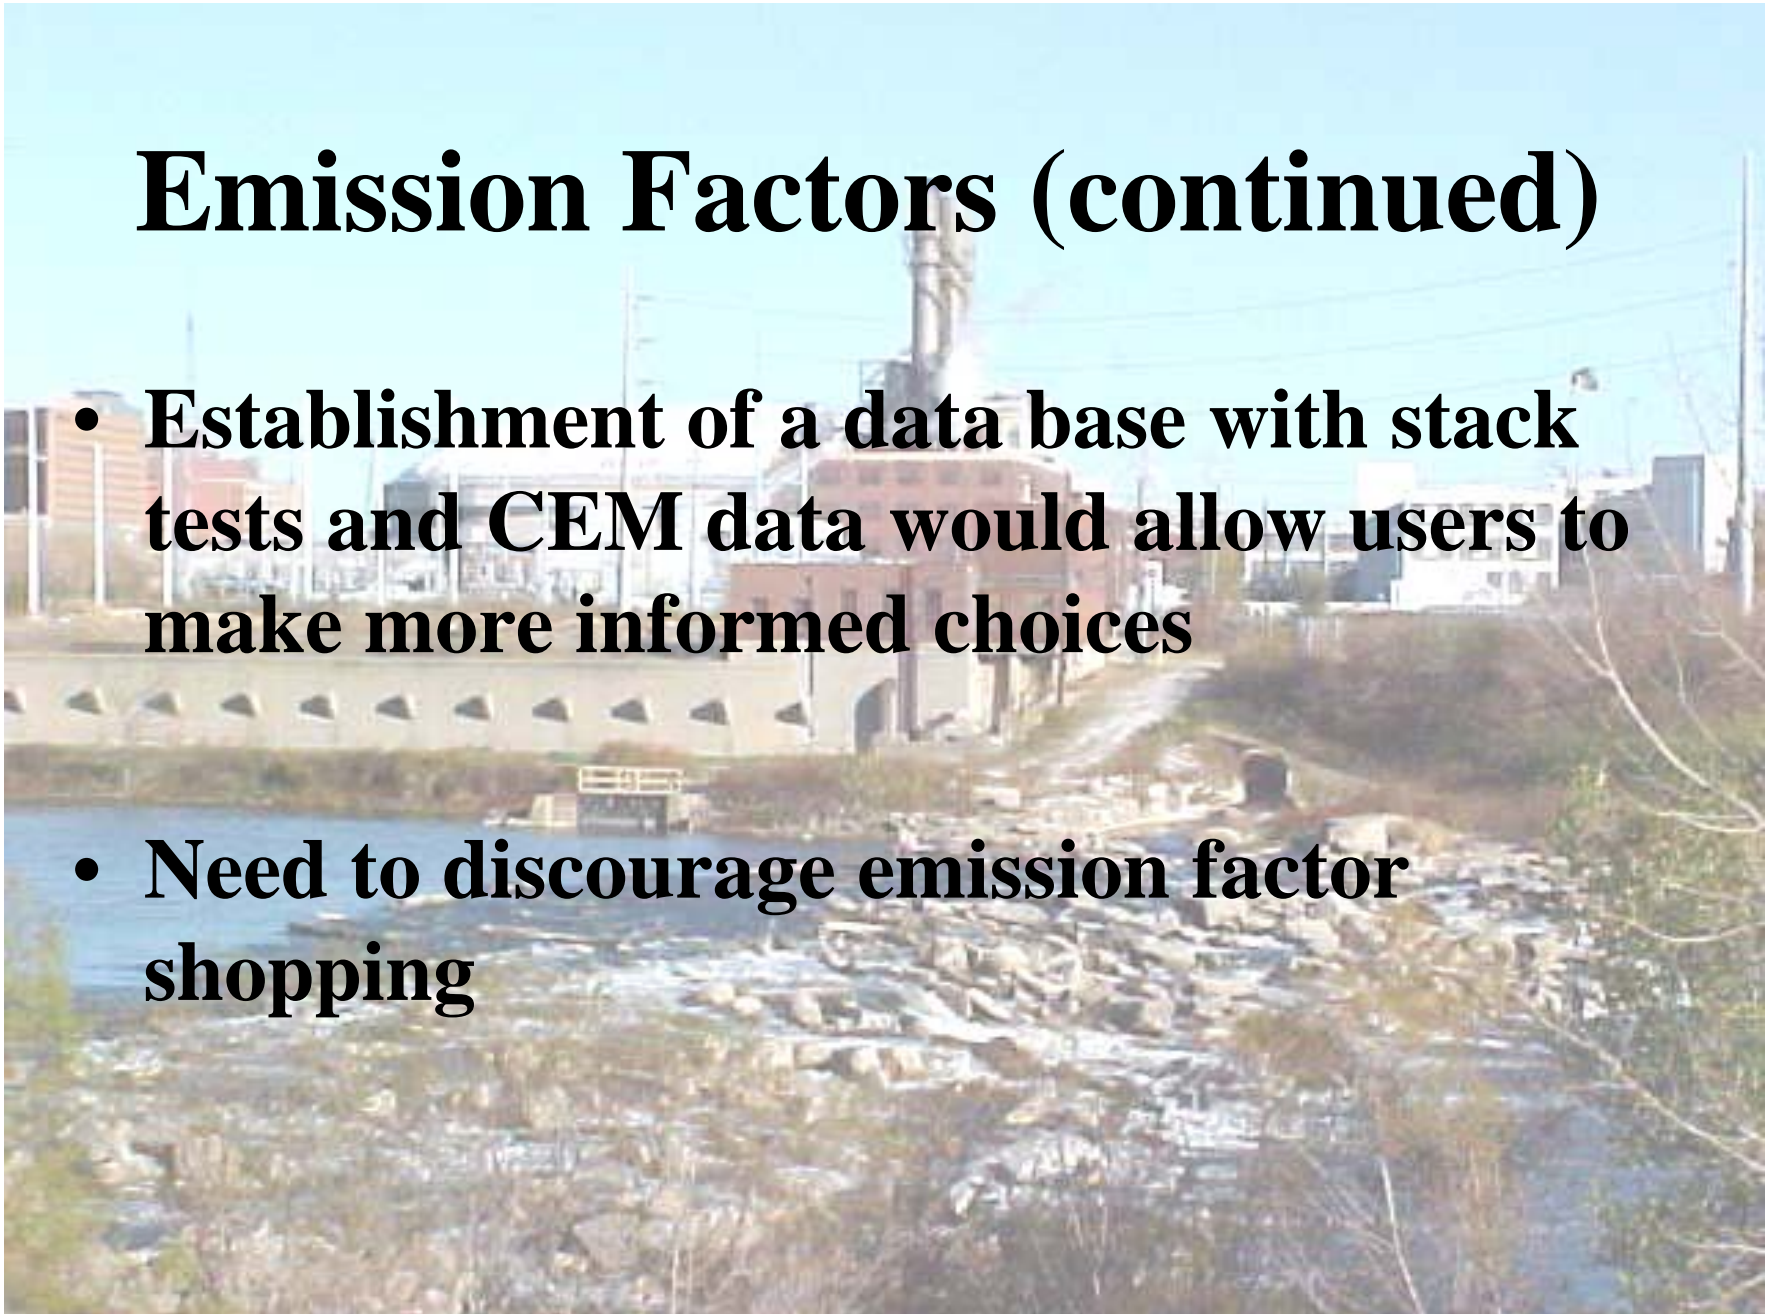 Emission Factors (continued)
• Establishment of a data base with stack
tests and CEM data would allow users to
make more informed choices
• Need to discourage emission factor
shopping